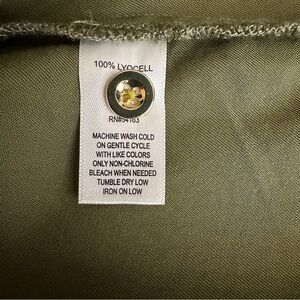 100% LYOCELL
RN#54163
MACHINE WASH COLD
ON GENTLE CYCLE
WITH LIKE COLORS
ONLY NON-CHLORINE
BLEACH WHEN NEEDED
TUMBLE DRY LOW
IRON ON LOW